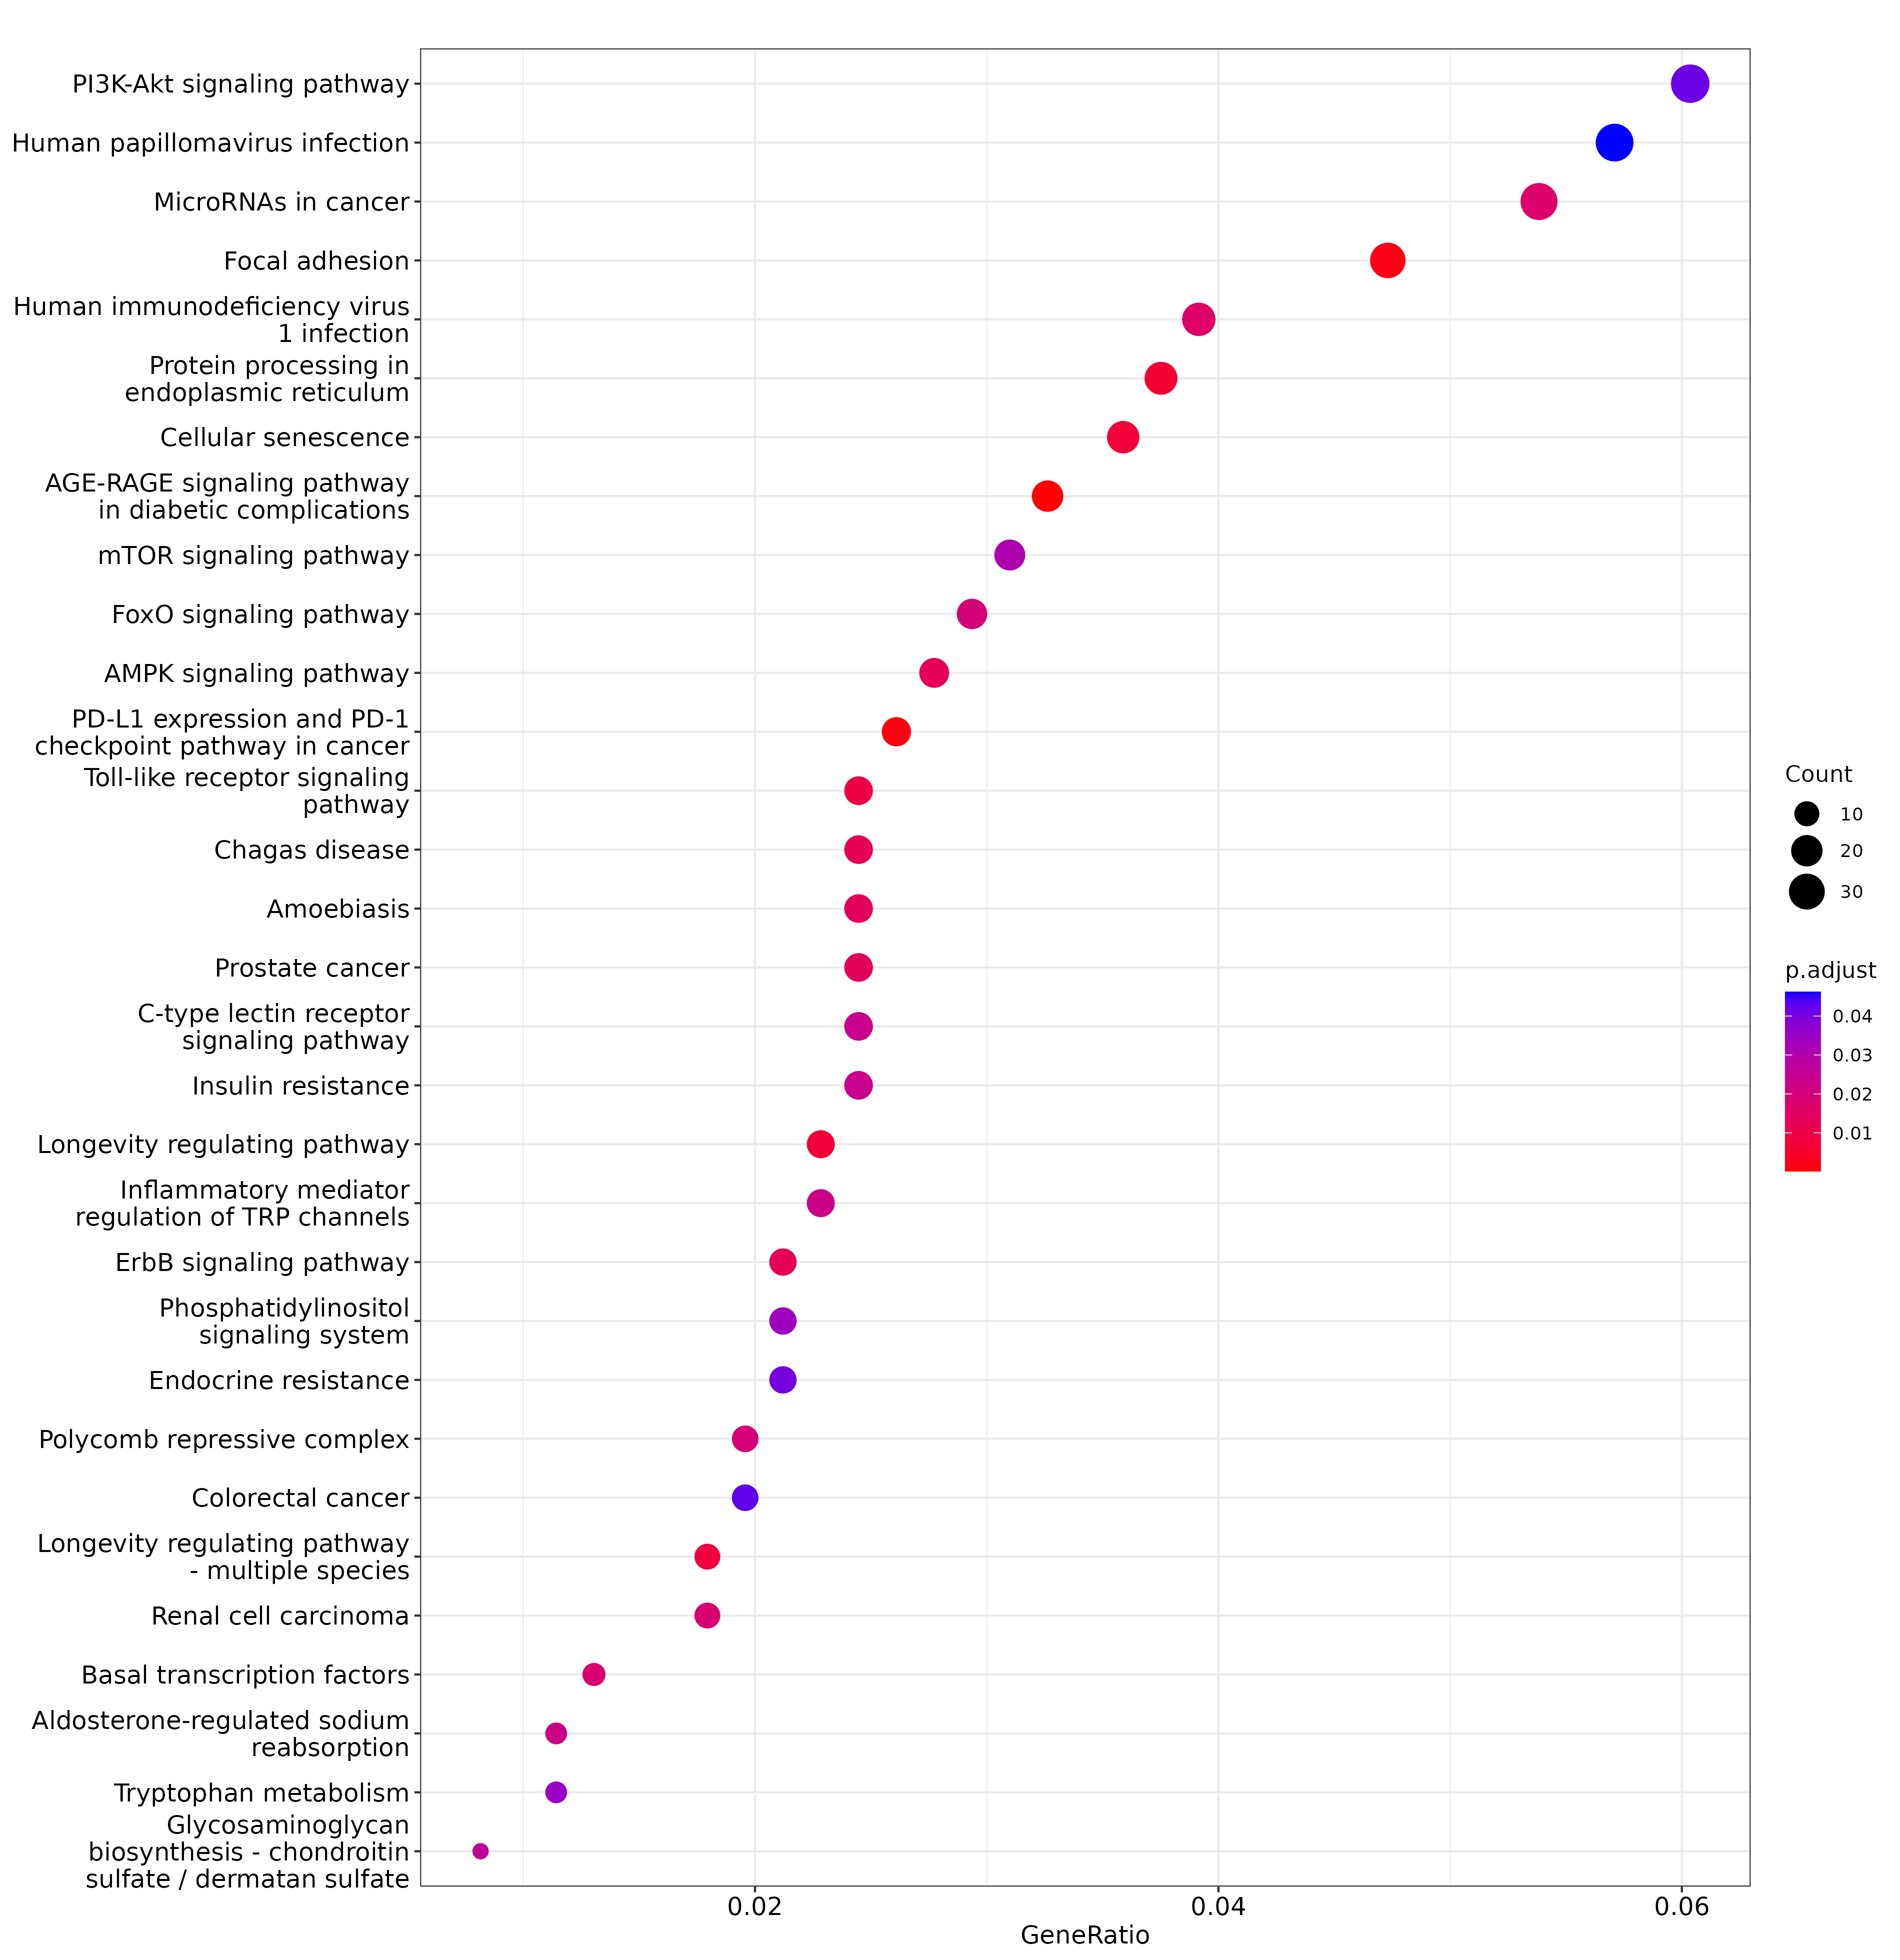 PI3K-Akt signaling pathway
Human papillomavirus infection
MicroRNAs in cancer
Focal adhesion
Human immunodeficiency virus
1 infection
Protein processing in
endoplasmic reticulum
Cellular senescence
AGE-RAGE signaling pathway
in diabetic complications
mTOR signaling pathway
FoxO signaling pathway
AMPK signaling pathway
PD-L1 expression and PD-1
checkpoint pathway in cancer
Toll-like receptor signaling
pathway
Chagas disease
Amoebiasis
Prostate cancer
C-type lectin receptor
signaling pathway
Insulin resistance
Longevity regulating pathway
Inflammatory mediator
regulation of TRP channels
ErbB signaling pathway
Phosphatidylinositol
signaling system
Endocrine resistance
Polycomb repressive complex
Colorectal cancer
Longevity regulating pathway
- multiple species
Renal cell carcinoma
Basal transcription factors
Aldosterone-regulated sodium
reabsorption
Tryptophan metabolism
Glycosaminoglycan
biosynthesis - chondroitin
sulfate / dermatan sulfate
0.02
0.04
0.06
GeneRatio
Count
10
20
30
p.adjust
0.04
0.03
0.02
0.01